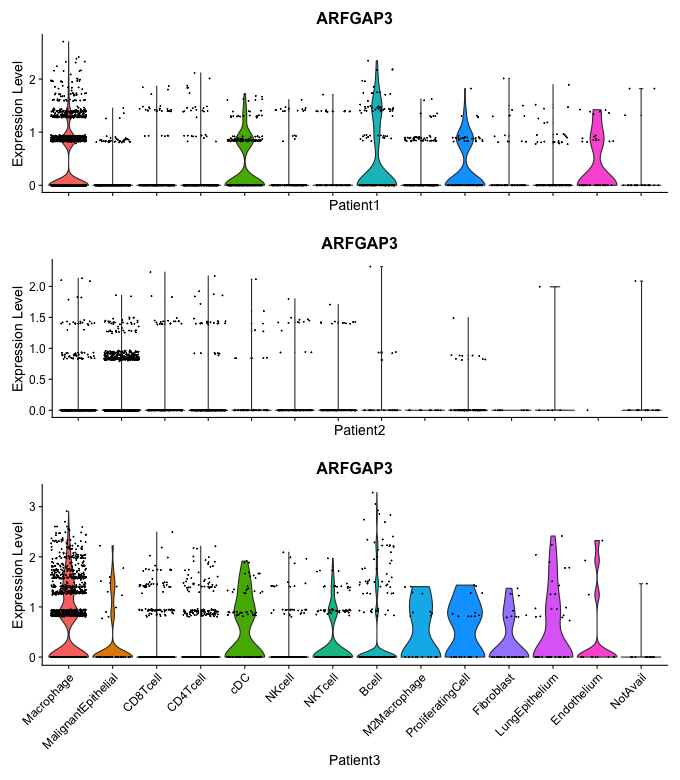 ARFGAP3
Expression Level
2
1
0
Patient1
ARFGAP3
Expression Level
2.0
1.5
1.0
0.5
0.0
Patient2
ARFGAP3
Expression Level
3
2
1
0
Macrophage
MalignantEpithelial
CD8Tcell
CD4Tcell
cDC
NKcell
NKTcell
Bcell
M2Macrophage
ProliferatingCell
Fibroblast
LungEpithelium
Endothelium
NotAvail
Patient3